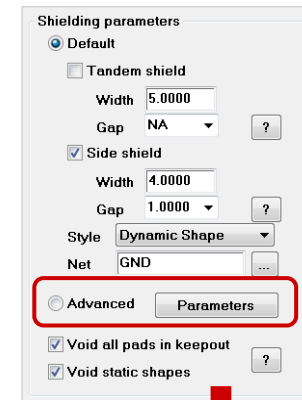 Shielding parameters
Default
Tandem shield
Width 5.0000
Gap NA ?
Side shield
Width 4.0000
Gap 1.0000 ?
Style Dynamic Shape
Net GND ...
Advanced Parameters
Void all pads in keepout
?
Void static shapes